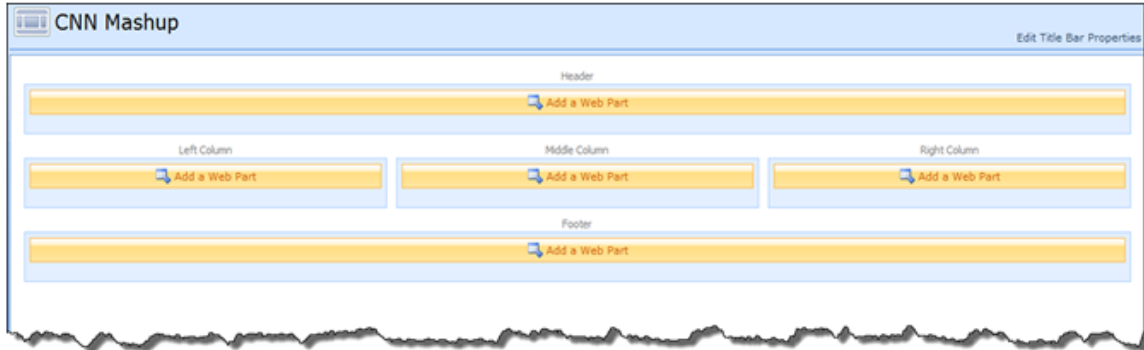 CNN Mashup
Edit Title Bar Properties
Header
Add a Web Part
Left Column
Middle Column
Right Column
Add a Web Part
Add a Web Part
Add a Web Part
Footer
Add a Web Part